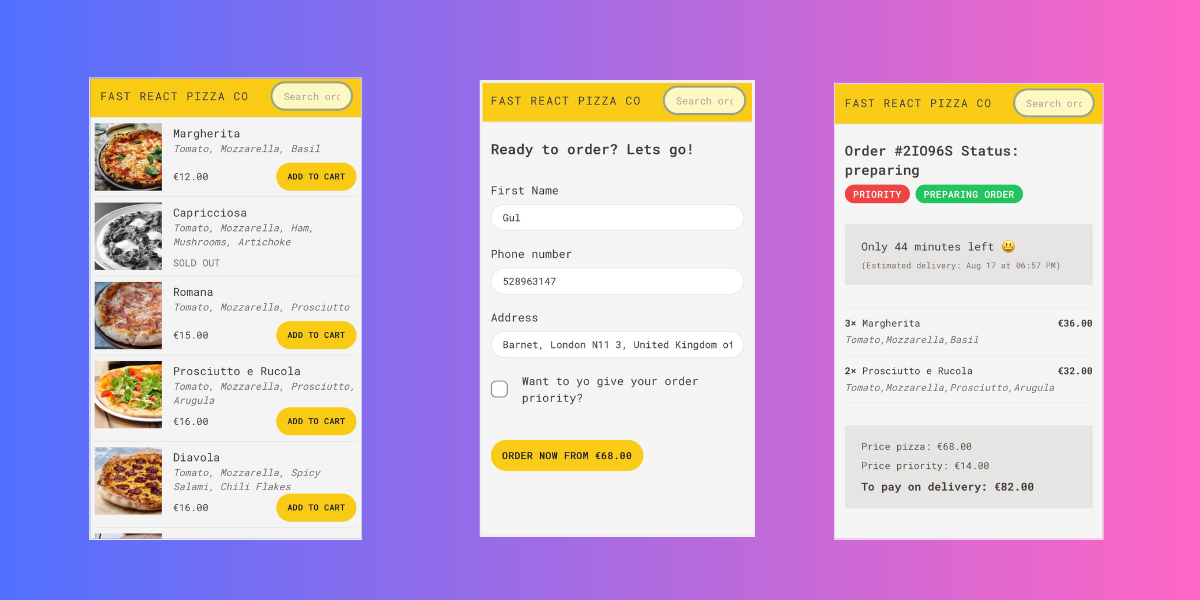 FAST REACT PIZZA CO
Search orc
Margherita
Tomato, Mozzarella, Basil
€12.00
ADD TO CART
Capricciosa
Tomato, Mozzarella, Ham,
Mushrooms, Artichoke
SOLD OUT
Romana
Tomato, Mozzarella, Prosciutto
€15.00
ADD TO CART
Prosciutto e Rucola
Tomato, Mozzarella, Prosciutto,
Arugula
€16.00
ADD TO CART
Diavola
Tomato, Mozzarella, Spicy
Salami, Chili Flakes
€16.00
ADD TO CART
FAST REACT PIZZA CO
Search orc
Ready to order? Lets go!
First Name
Gul
Phone number
528963147
Address
Barnet, London N11 3, United Kingdom of
Want to yo give your order
priority?
ORDER NOW FROM €68.00
FAST REACT PIZZA CO
Search orc
Order #2IO96S Status:
preparing
PRIORITY
PREPARING ORDER
Only 44 minutes left 😃
(Estimated delivery: Aug 17 at 06:57 PM)
3× Margherita
€36.00
Tomato,Mozzarella,Basil
2× Prosciutto e Rucola
€32.00
Tomato,Mozzarella,Prosciutto,Arugula
Price pizza: €68.00
Price priority: €14.00
To pay on delivery: €82.00